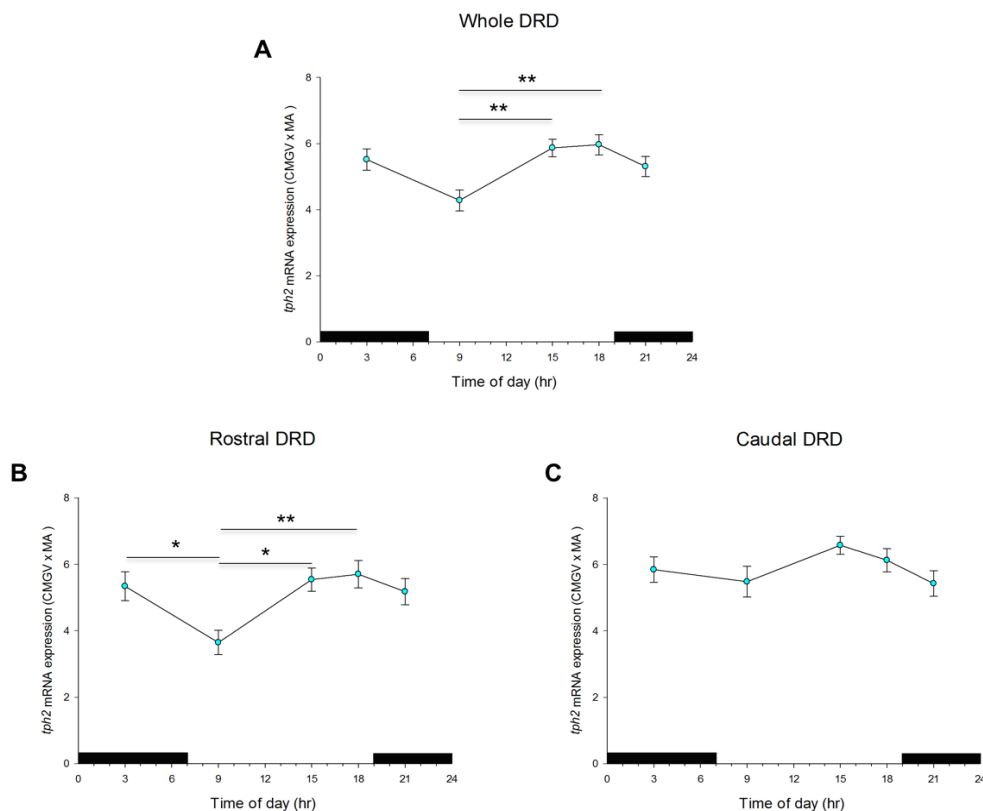 Whole DRD
A
tph2 mRNA expression (CMGV x MA )
8
6
4
2
0
**
**
0 3 6 9 12 15 18 21 24
Time of day (hr)
Rostral DRD
B
tph2 mRNA expression (CMGV x MA )
8
6
4
2
0
**
* *
0 3 6 9 12 15 18 21 24
Time of day (hr)
Caudal DRD
C
tph2 mRNA expression (CMGV x MA )
8
6
4
2
0
0 3 6 9 12 15 18 21 24
Time of day (hr)